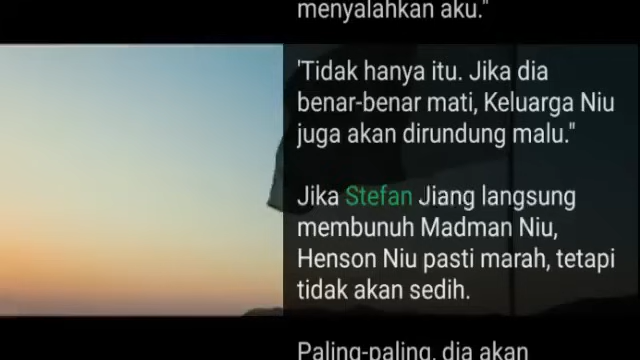 menyalahkan aku."
'Tidak hanya itu. Jika dia
benar-benar mati, Keluarga Niu
juga akan dirundung malu."
Jika Stefan Jiang langsung
membunuh Madman Niu,
Henson Niu pasti marah, tetapi
tidak akan sedih.
Paling-paling, dia akan